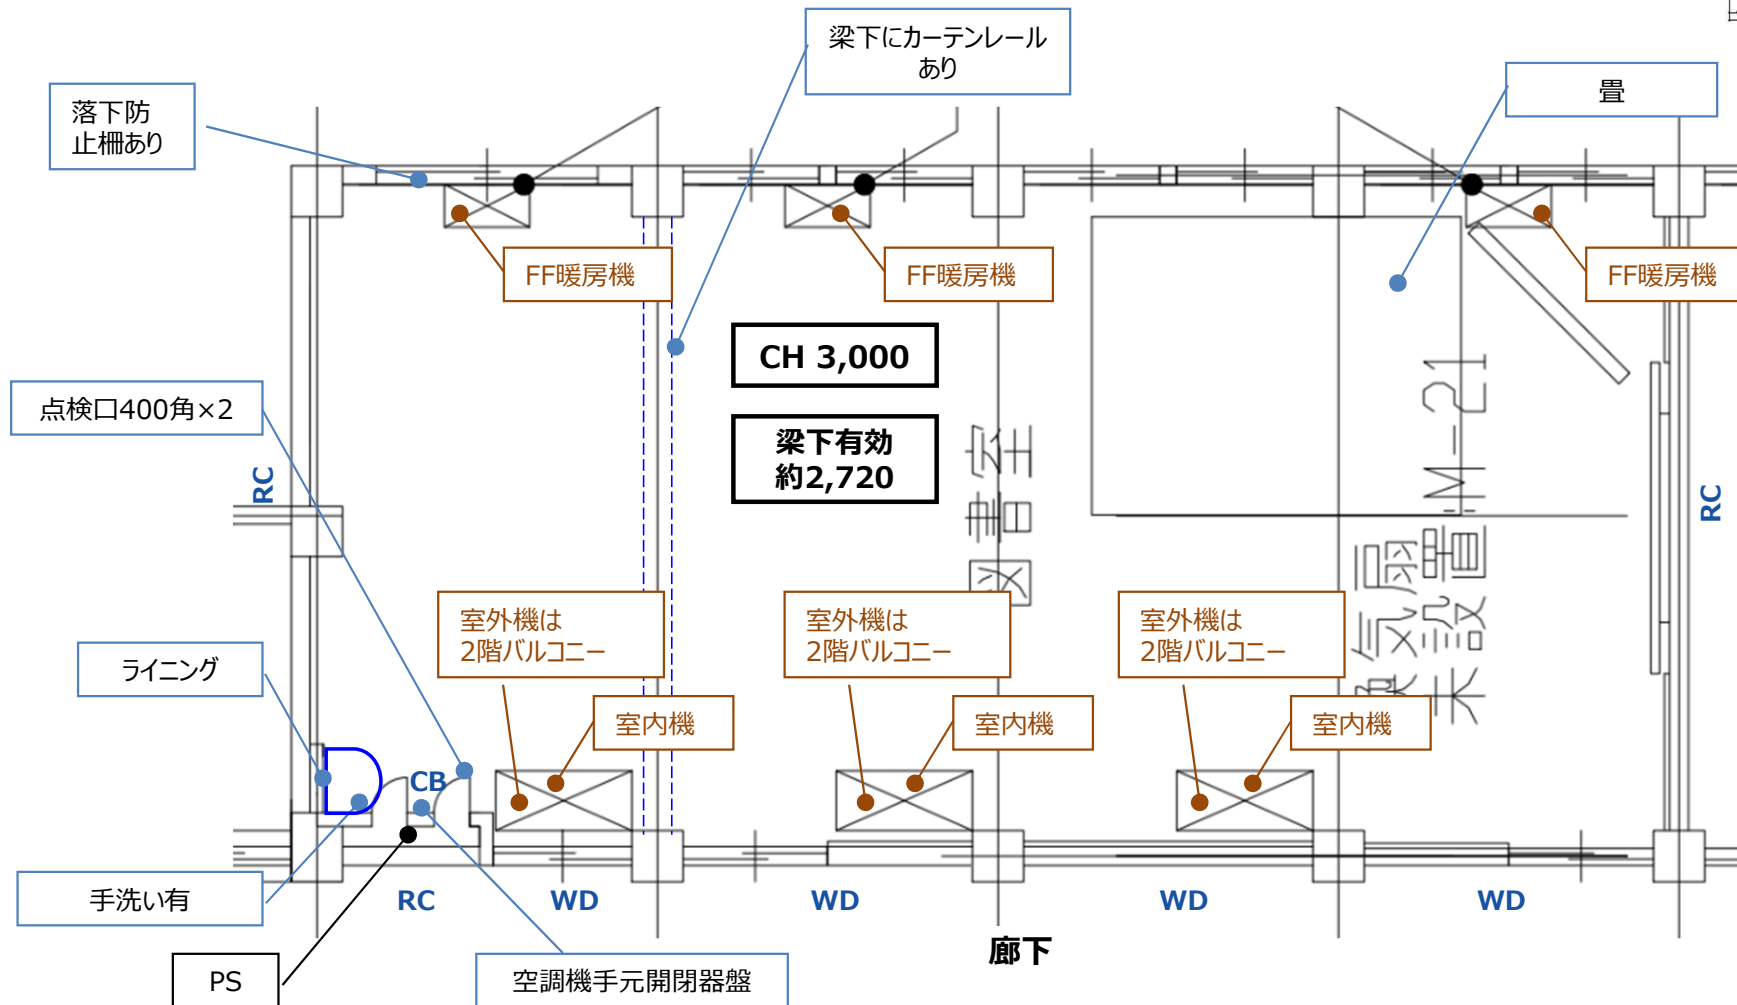 梁下にカーテンレール
あり
畳
落下防
止柵あり
FF暖房機
FF暖房機
FF暖房機
CH 3,000
点検口400角×2
梁下有効
約2,720
RC
図書室
M-21
RC
室外機は
2階バルコニー
室外機は
2階バルコニー
室外機は
2階バルコニー
ライニング
室内機
室内機
室内機
CB
手洗い有
RC
WD
WD
WD
WD
廊下
PS
空調機手元開閉器盤